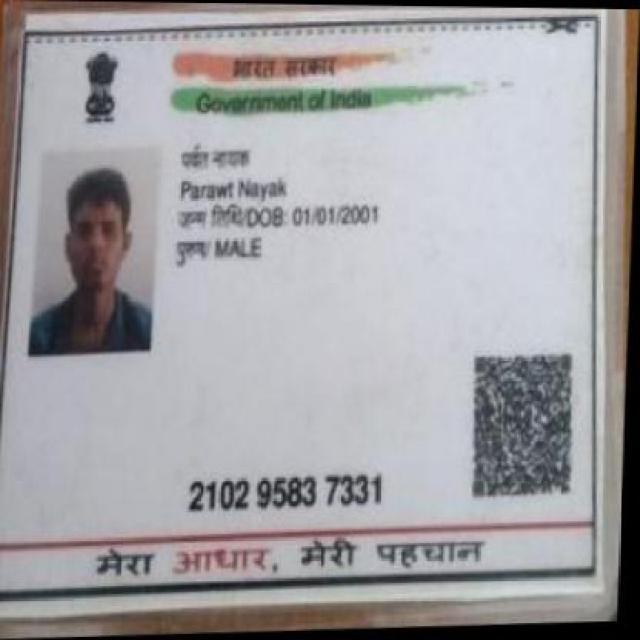 भारत सरकार
Government of India
पर्वत नायक
Parawt Nayak
जन्म तिथि/DOB: 01/01/2001
पुरुष/ MALE
2102 9583 7331
मेरा आधार, मेरी पहचान